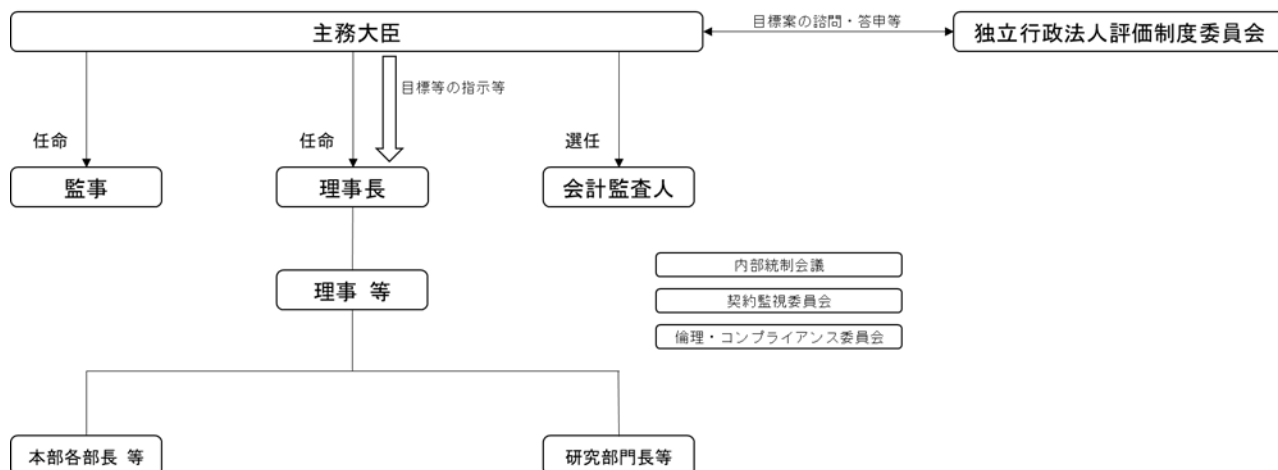 主務大臣
目標案の諮問・答申等
独立行政法人評価制度委員会
目標等の指示等
任命
任命
選任
監事
理事長
会計監査人
内部統制会議
理事 等
契約監視委員会
倫理・コンプライアンス委員会
本部各部長 等
研究部門長等